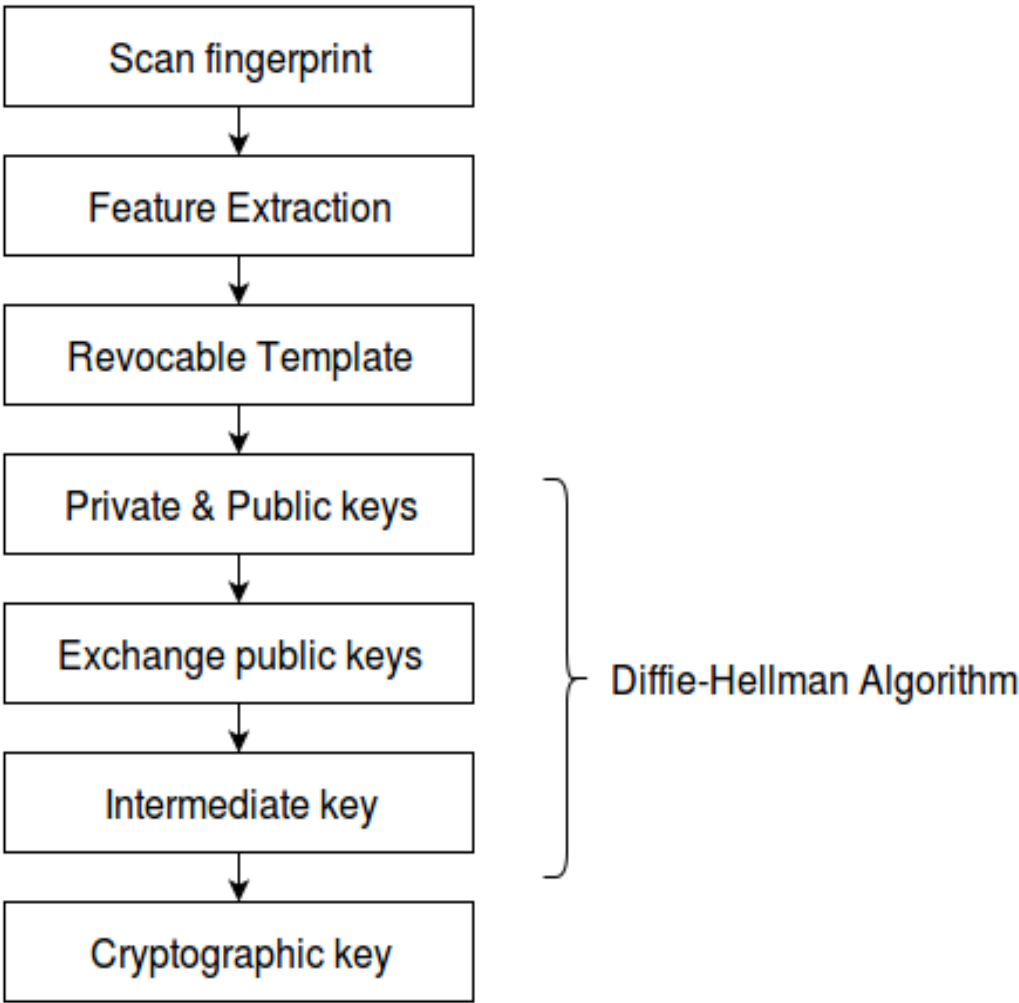 Scan fingerprint
Feature Extraction
Revocable Template
Private & Public keys
Exchange public keys
Diffie-Hellman Algorithm
Intermediate key
Cryptographic key